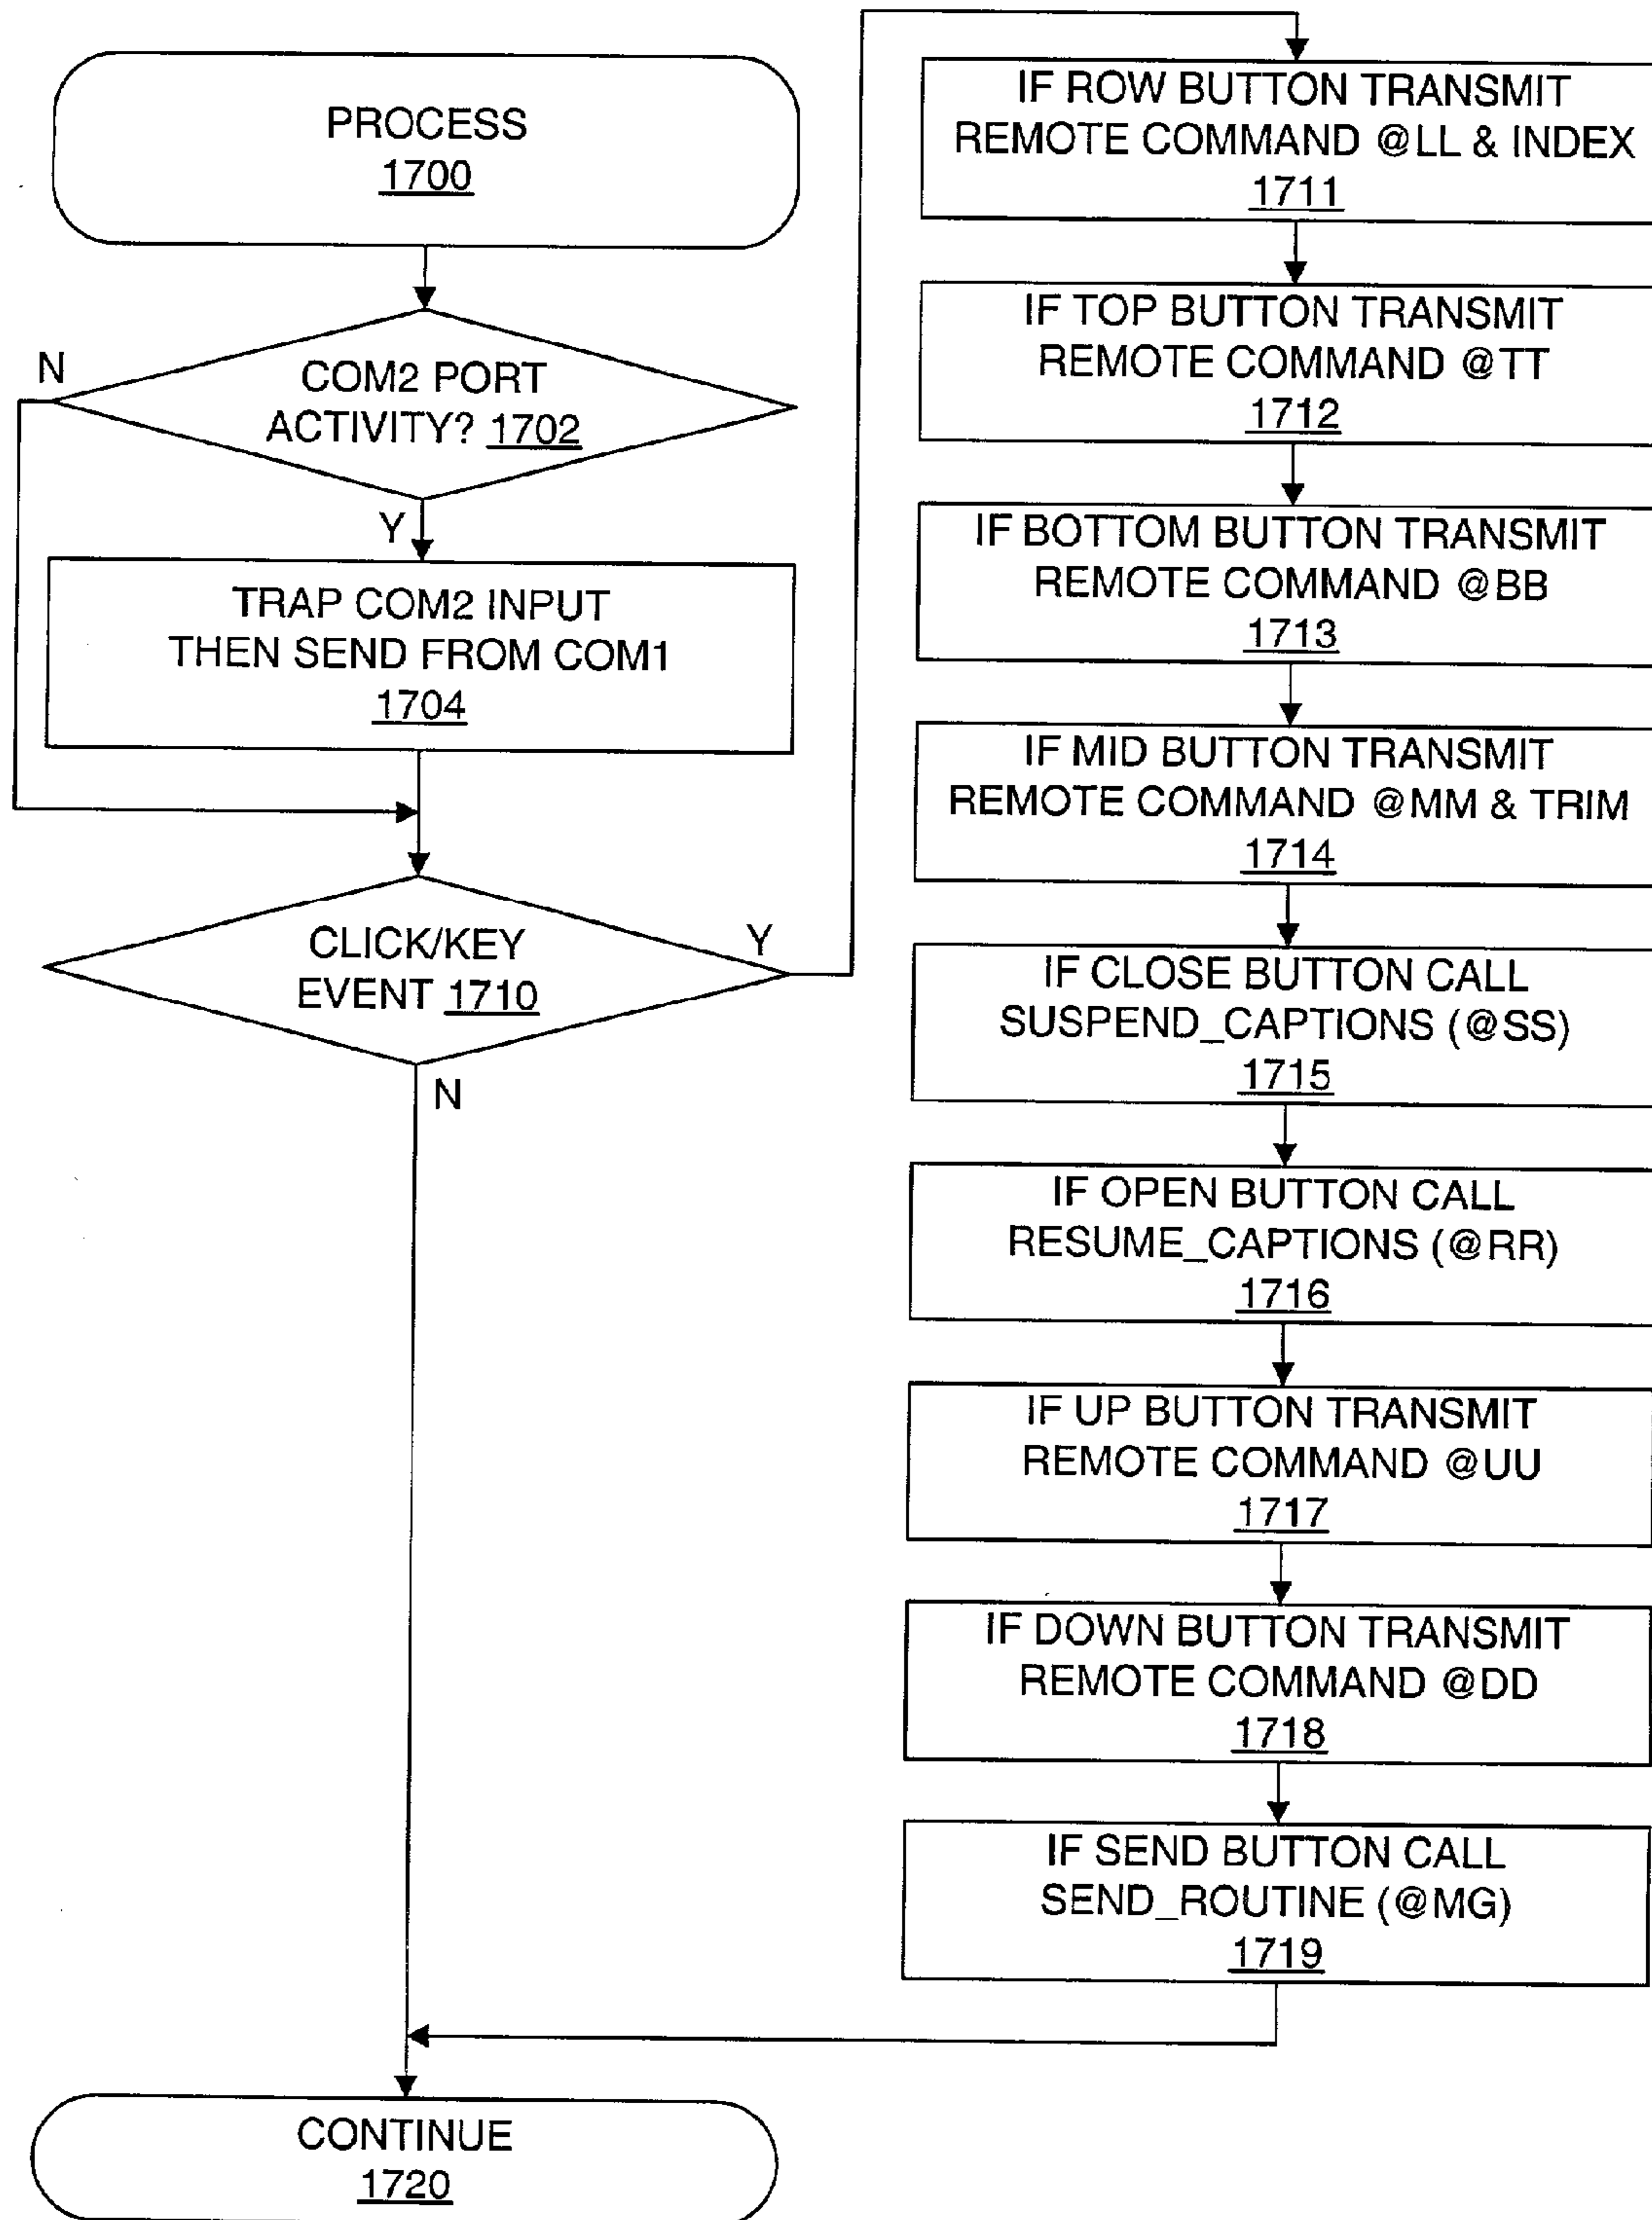 PROCESS
1700
COM2 PORT
ACTIVITY? 1702
N
Y
TRAP COM2 INPUT
THEN SEND FROM COM1
1704
CLICK/KEY
EVENT 1710
Y
N
IF ROW BUTTON TRANSMIT
REMOTE COMMAND @LL & INDEX
1711
IF TOP BUTTON TRANSMIT
REMOTE COMMAND @TT
1712
IF BOTTOM BUTTON TRANSMIT
REMOTE COMMAND @BB
1713
IF MID BUTTON TRANSMIT
REMOTE COMMAND @MM & TRIM
1714
IF CLOSE BUTTON CALL
SUSPEND_CAPTIONS (@SS)
1715
IF OPEN BUTTON CALL
RESUME_CAPTIONS (@RR)
1716
IF UP BUTTON TRANSMIT
REMOTE COMMAND @UU
1717
IF DOWN BUTTON TRANSMIT
REMOTE COMMAND @DD
1718
IF SEND BUTTON CALL
SEND_ROUTINE (@MG)
1719
CONTINUE
1720